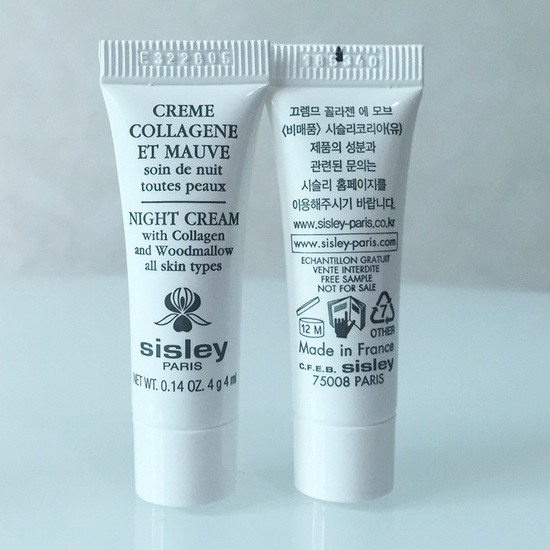 E322805
CREME
COLLAGENE
ET MAUVE
soin de nuit
toutes peaux
NIGHT CREAM
with Collagen
and Woodmallow
all skin types
sisley
PARIS
NET WT. 0.14 OZ. 4 g 4 ml
185340
끄렘므 꼴라젠 에 모브
〈비매품〉 시슬리코리아(유)
제품의 성분과
관련된 문의는
시슬리 홈페이지를
이용해주시기 바랍니다.
www.sisley-paris.co.kr
www.sisley-paris.com
ECHANTILLON GRATUIT
VENTE INTERDITE
FREE SAMPLE
NOT FOR SALE
12 M
7
OTHER
Made in France
C.F.E.B. sisley
75008 PARIS